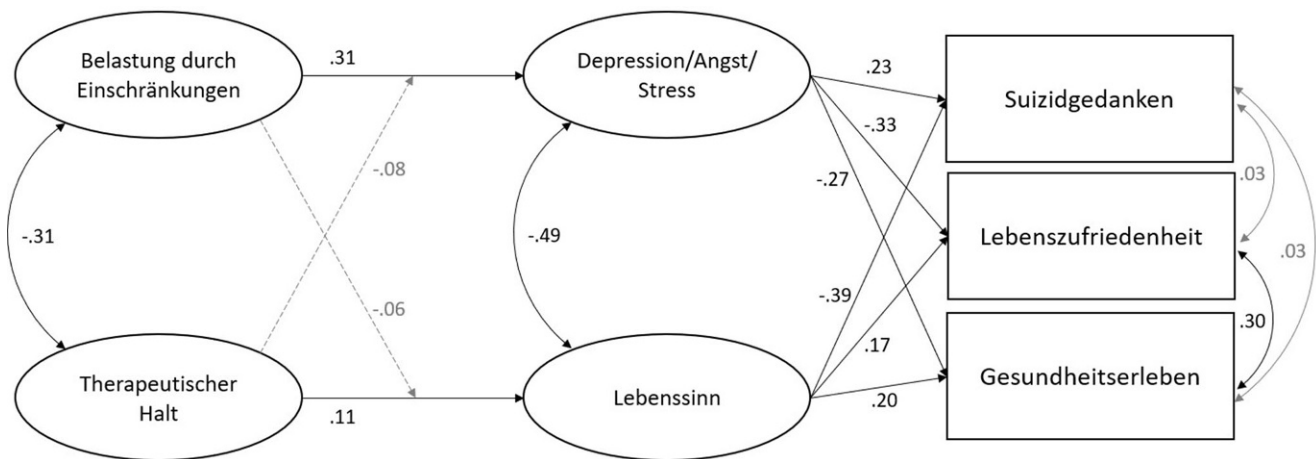 Belastung durch
Einschränkungen
.31
Depression/Angst/
Stress
.23
-.33
-.27
Suizidgedanken
-.08
.03
-.31
-.49
Lebenszufriedenheit
.03
-.06
-.39
.17
.30
Therapeutischer
Halt
.11
Lebenssinn
.20
Gesundheitserleben